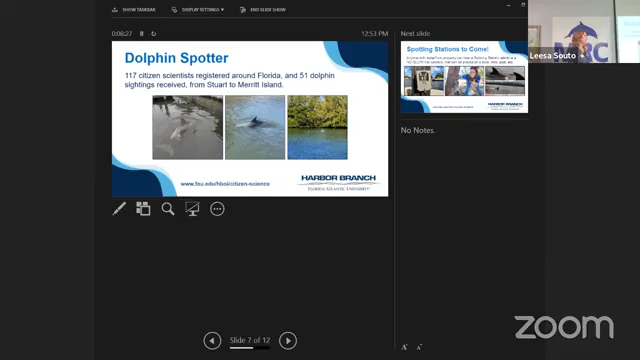 SHOW TASKBAR
DISPLAY SETTINGS
END SLIDE SHOW
0:08:27
12:53 PM
Next slide
Dolphin Spotter
117 citizen scientists registered around Florida, and 51 dolphin
sightings received, from Stuart to Merritt Island.
www.fau.edu/hboi/citizen-science
HARBOR BRANCH
FLORIDA ATLANTIC UNIVERSITY
Spotting Stations to Come!
HARBOR BRANCH
No Notes.
Leesa Souto
Slide 7 of 12
zoom